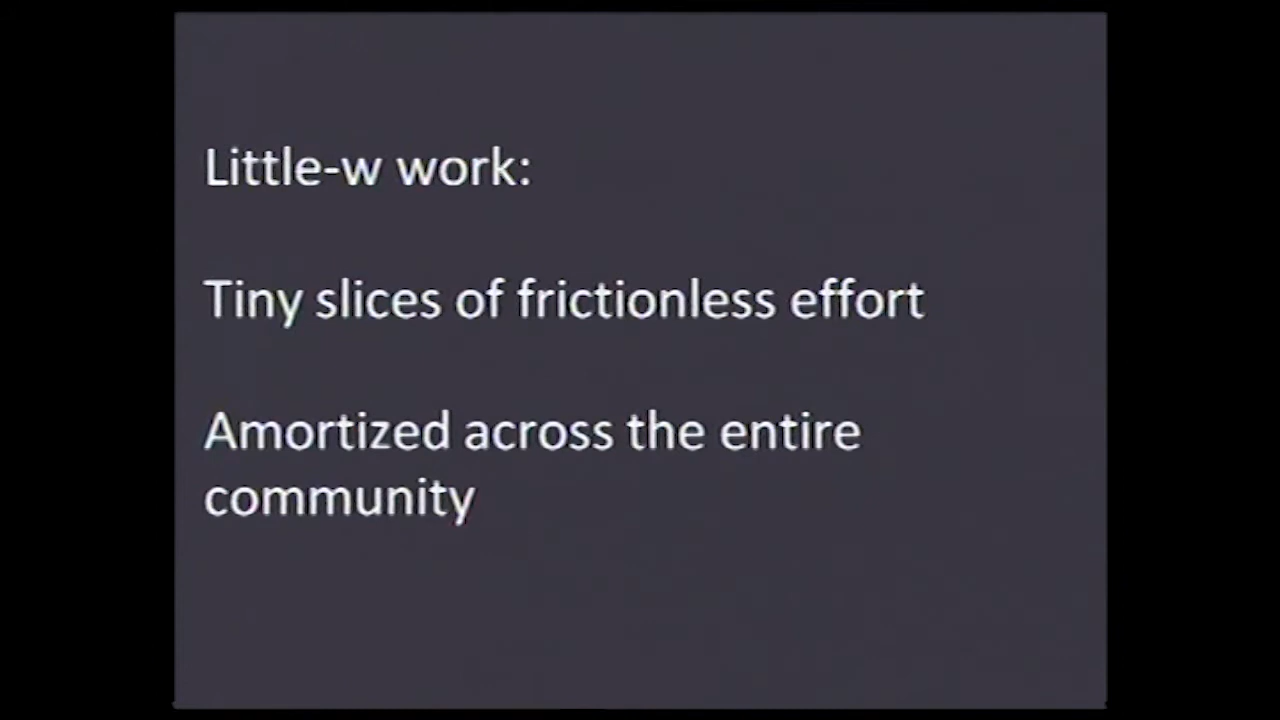 Little-w work:
Tiny slices of frictionless effort
Amortized across the entire
community